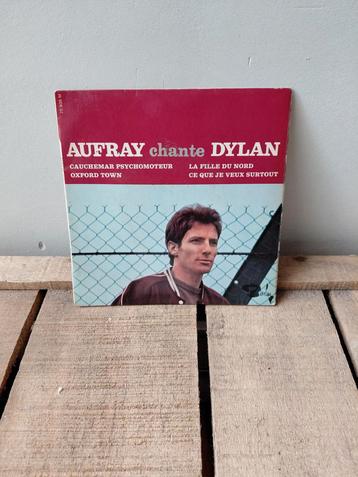 AUFRAY chante DYLAN
CAUCHEMAR PSYCHOMOTEUR
OXFORD TOWN
LA FILLE DU NORD
CE QUE JE VEUX SURTOUT